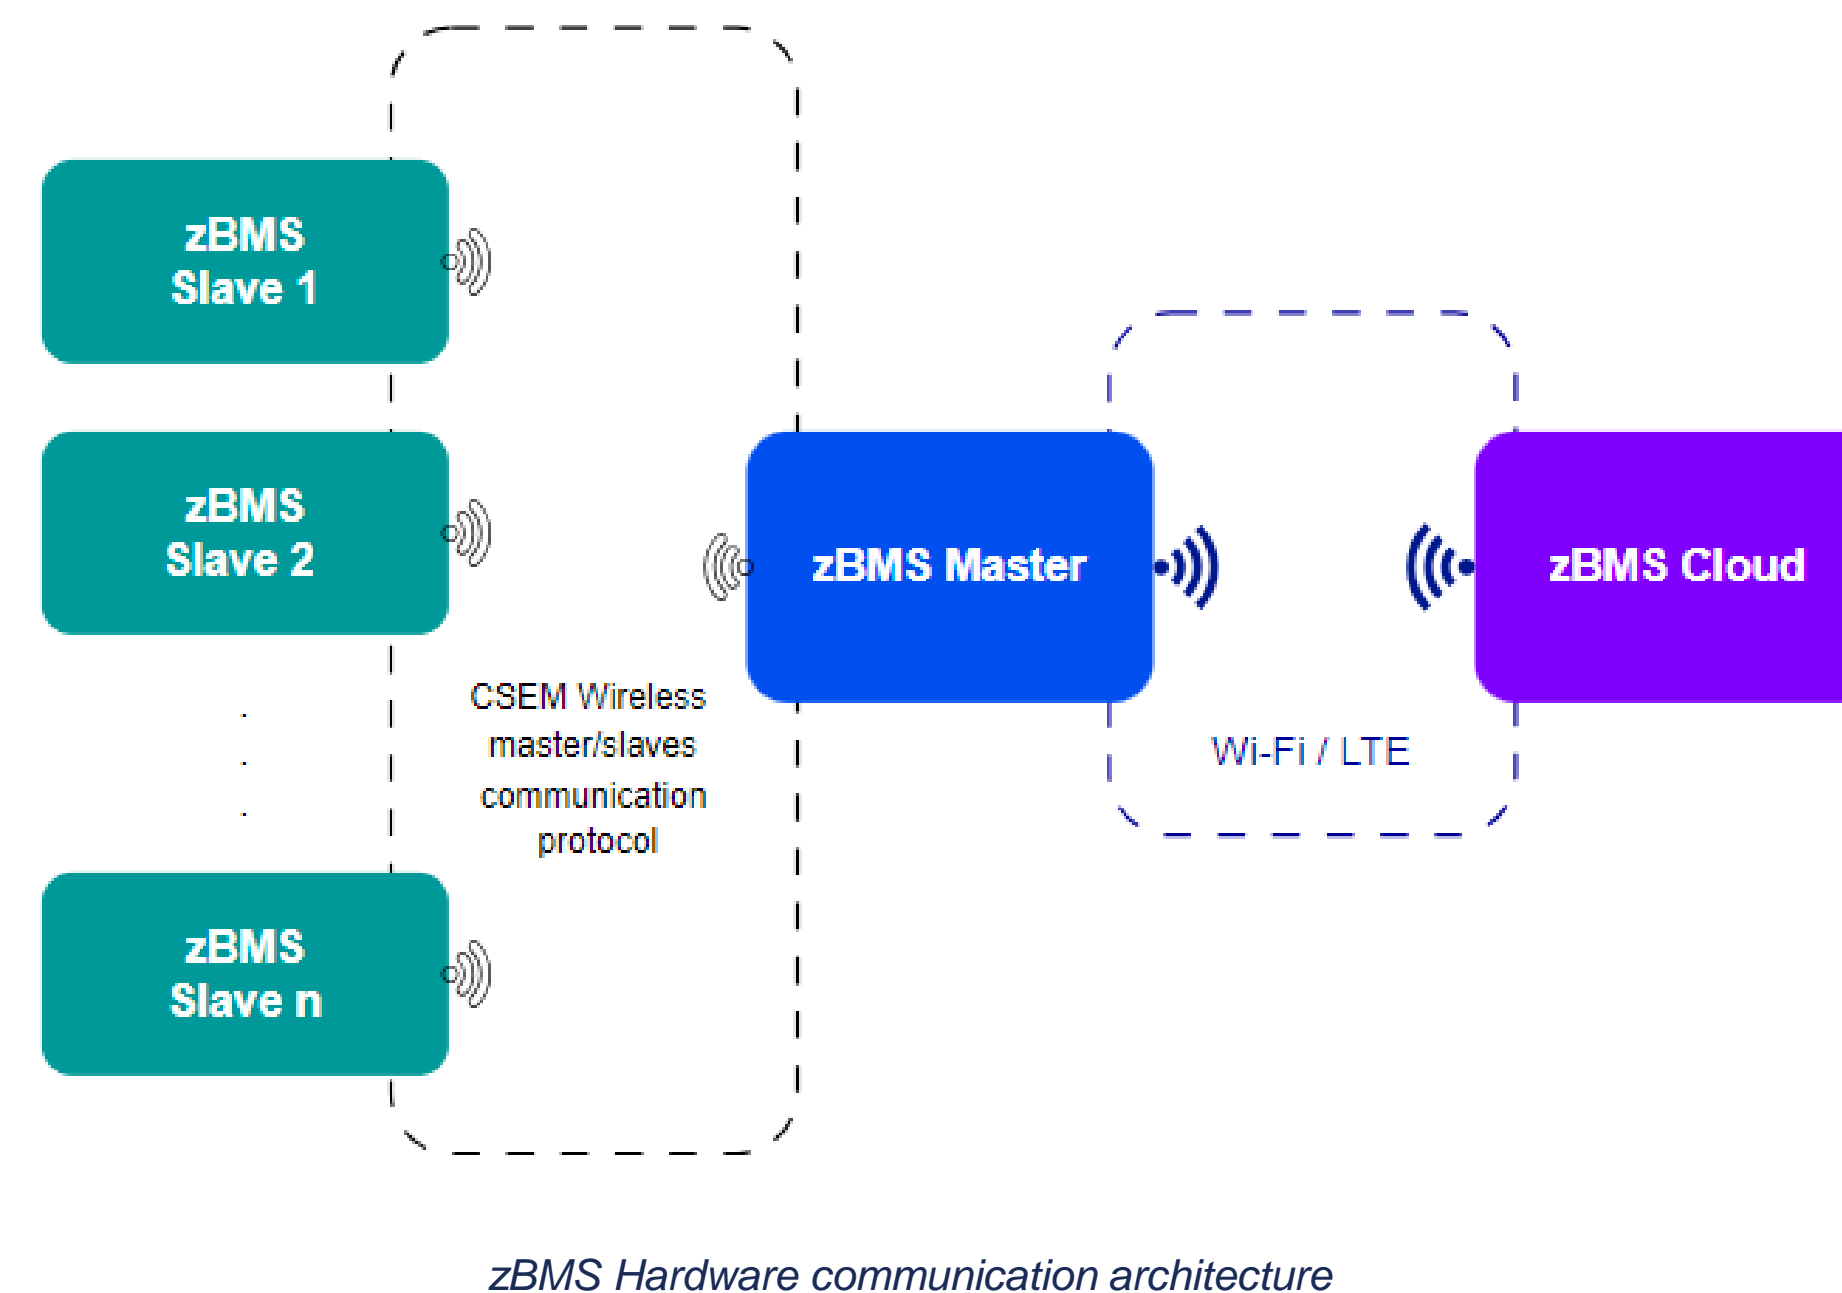 zBMS
Slave 1
zBMS
Slave 2
.
.
.
zBMS
Slave n
CSEM Wireless
master/slaves
communication
protocol
zBMS Master
Wi-Fi / LTE
zBMS Cloud
zBMS Hardware communication architecture